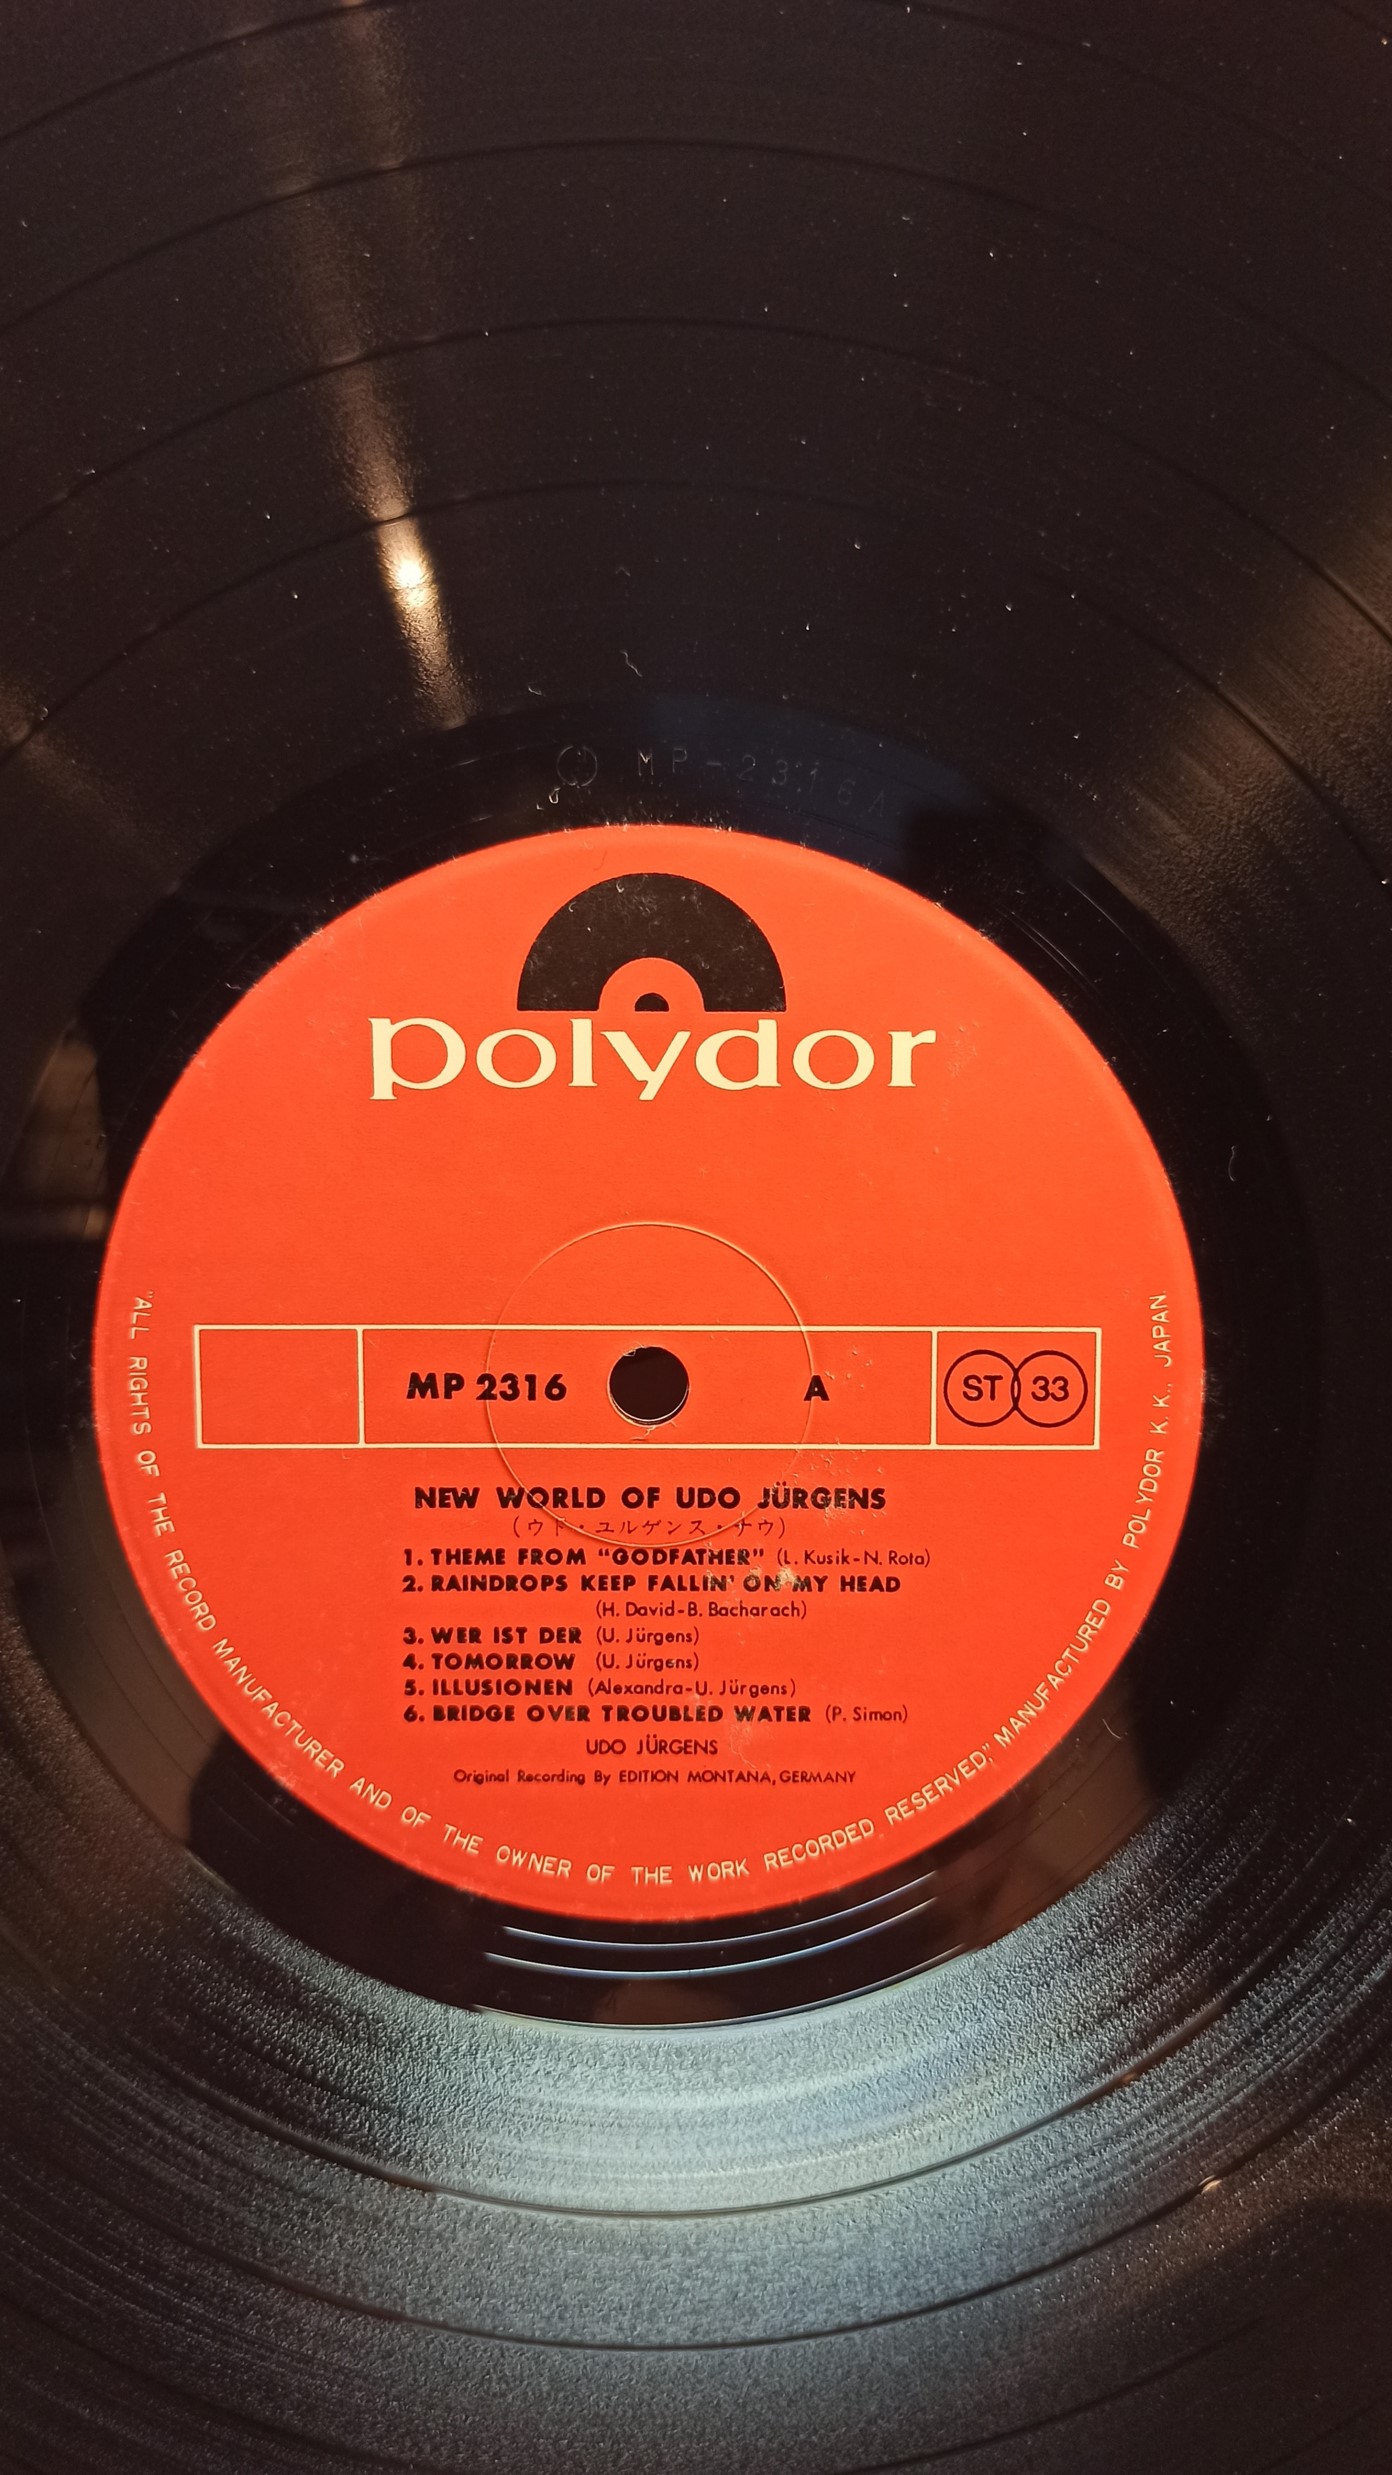 MP-2316A
polydor
MP 2316 A ST 33
NEW WORLD OF UDO JÜRGENS
(ウド・ユルゲンス・ナウ)
1. THEME FROM "GODFATHER" (L. Kusik-N. Rota)
2. RAINDROPS KEEP FALLIN' ON MY HEAD
(H. David-B. Bacharach)
3. WER IST DER (U. Jürgens)
4. TOMORROW (U. Jürgens)
5. ILLUSIONEN (Alexandra-U. Jürgens)
6. BRIDGE OVER TROUBLED WATER (P. Simon)
UDO JÜRGENS
Original Recording By EDITION MONTANA, GERMANY
"ALL RIGHTS OF THE RECORD MANUFACTURER AND OF THE OWNER OF THE WORK RECORDED RESERVED." MANUFACTURED BY POLYDOR K. K., JAPAN